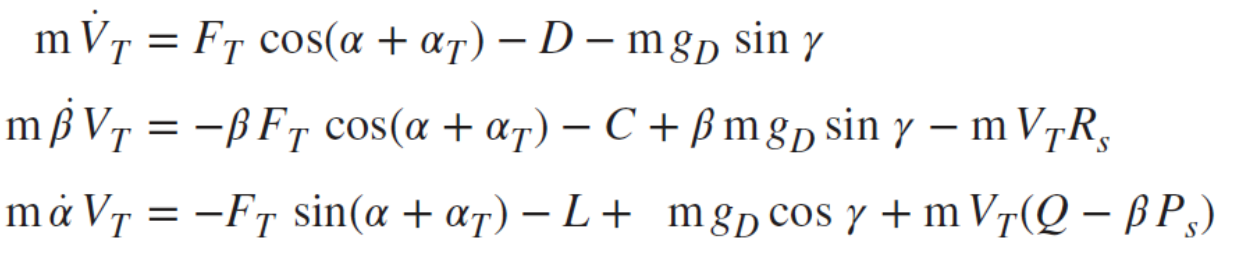 m V̇_T = F_T cos(α + α_T) − D − m g_D sin γ
m β̇ V_T = −β F_T cos(α + α_T) − C + β m g_D sin γ − m V_T R_s
m α̇ V_T = −F_T sin(α + α_T) − L + m g_D cos γ + m V_T(Q − β P_s)